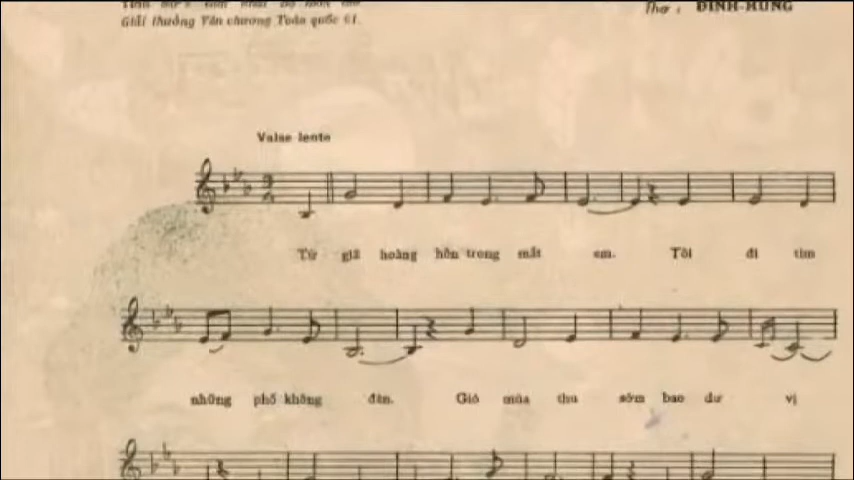 Giải thưởng Văn chương Toàn quốc 61.
Thơ : ĐINH-HÙNG
Valse lente
Từ giã hoàng hôn trong mắt em. Tôi đi tìm
những phố không đèn. Gió mùa thu sớm bao dư vị